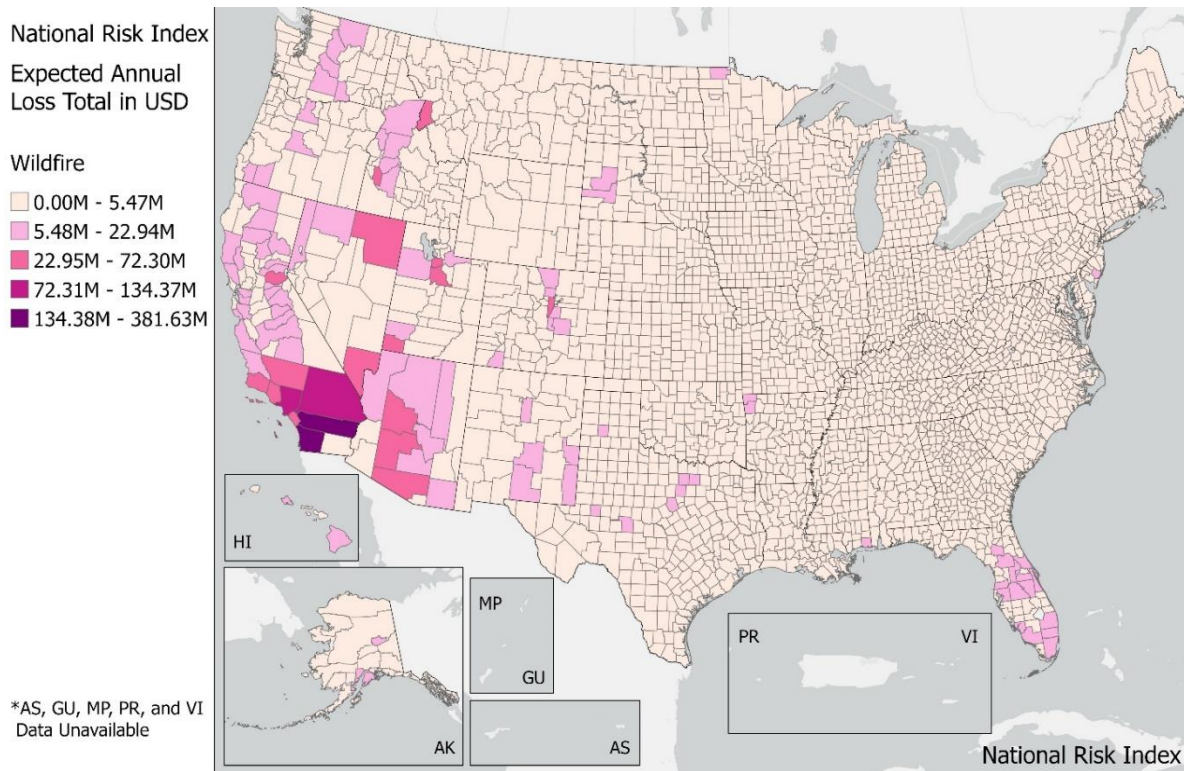 National Risk Index
Expected Annual
Loss Total in USD
Wildfire
0.00M - 5.47M
5.48M - 22.94M
22.95M - 72.30M
72.31M - 134.37M
134.38M - 381.63M
HI
AK
MP
GU
AS
PR
VI
*AS, GU, MP, PR, and VI
Data Unavailable
National Risk Index